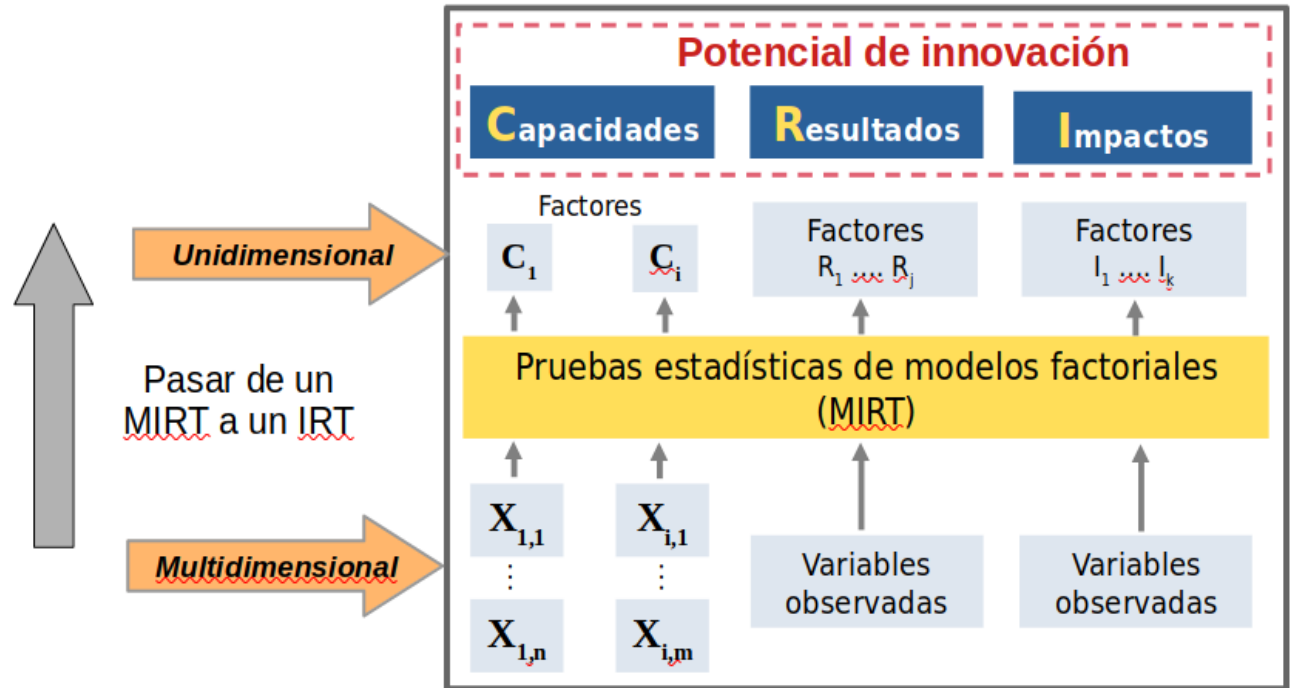 Potencial de innovación
Capacidades
Resultados
Impactos
Factores
C1
Ci
Factores
R1 .... Rj
Factores
I1 .... Ik
Unidimensional
Pasar de un
MIRT a un IRT
Pruebas estadísticas de modelos factoriales
(MIRT)
Multidimensional
X1,1
⋮
X1,n
Xi,1
⋮
Xi,m
Variables
observadas
Variables
observadas